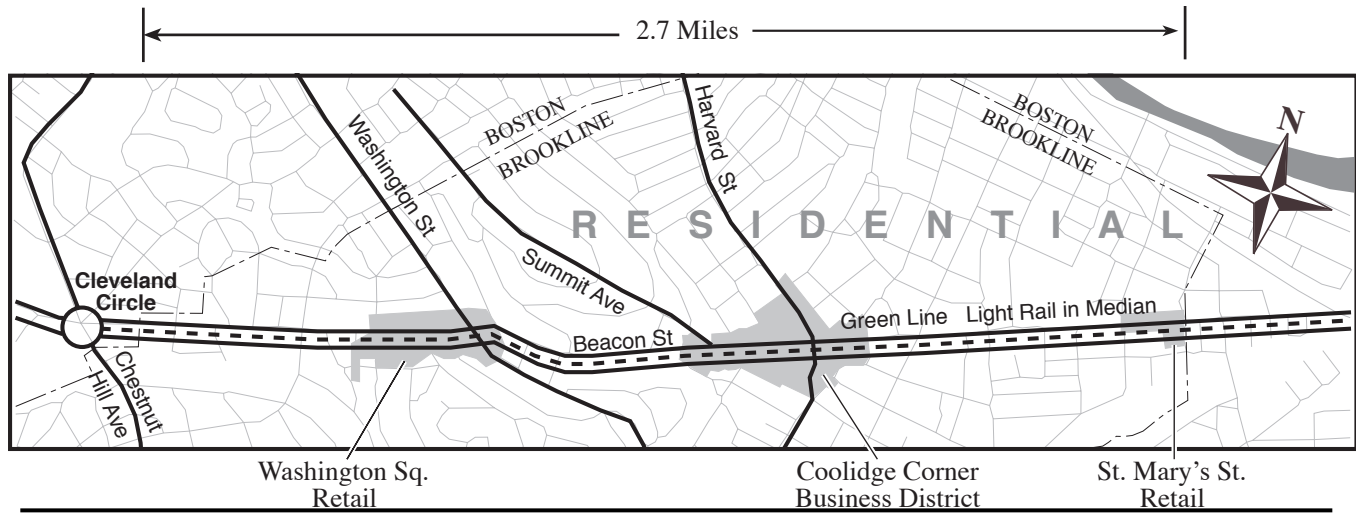 2.7 Miles
BOSTON
BROOKLINE
BOSTON
BROOKLINE
N
Washington St
Harvard St
RESIDENTIAL
Summit Ave
Cleveland
Circle
Green Line Light Rail in Median
Beacon St
Chestnut
Hill Ave
Washington Sq.
Retail
Coolidge Corner
Business District
St. Mary's St.
Retail